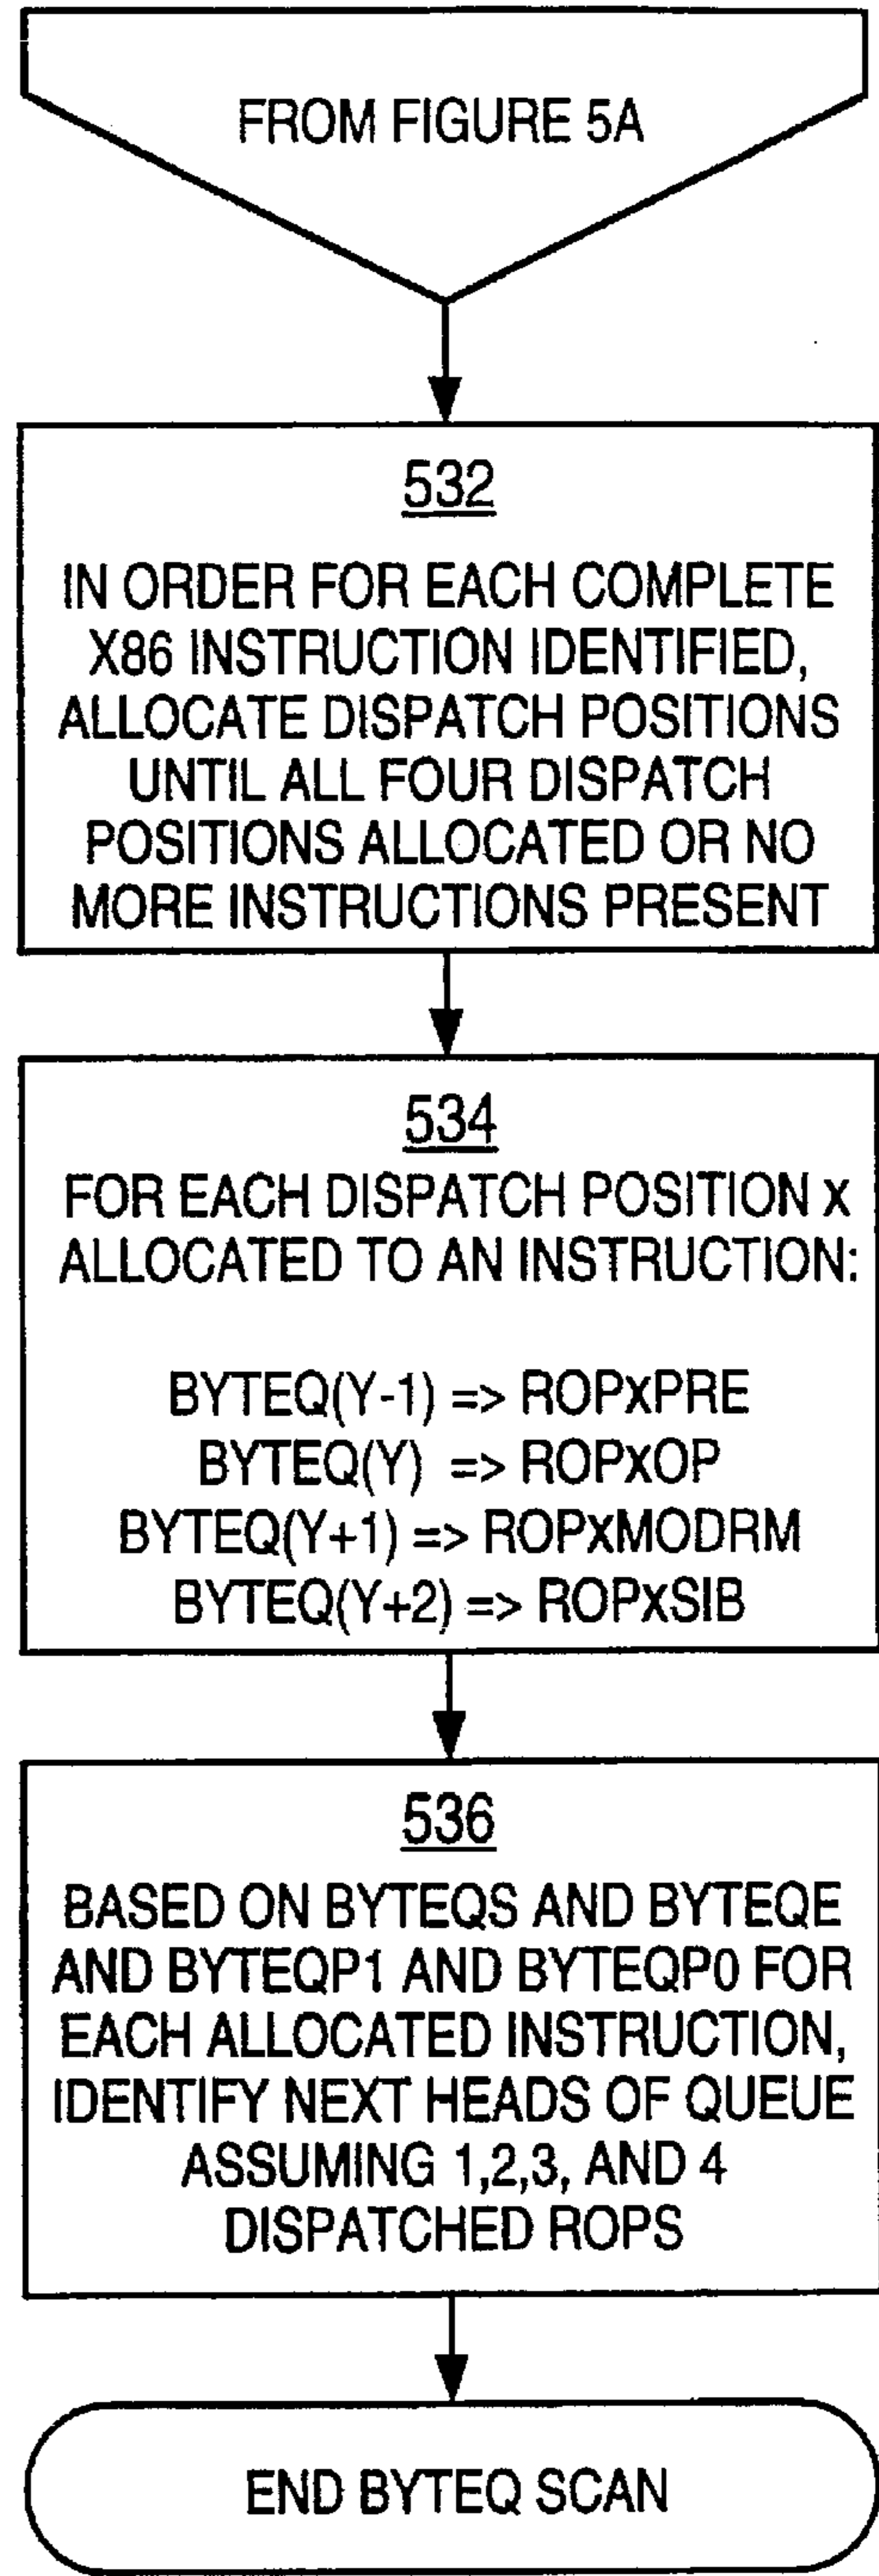 FROM FIGURE 5A
532
IN ORDER FOR EACH COMPLETE
X86 INSTRUCTION IDENTIFIED,
ALLOCATE DISPATCH POSITIONS
UNTIL ALL FOUR DISPATCH
POSITIONS ALLOCATED OR NO
MORE INSTRUCTIONS PRESENT
534
FOR EACH DISPATCH POSITION X
ALLOCATED TO AN INSTRUCTION:
BYTEQ(Y-1) => ROPXPRE
BYTEQ(Y) => ROPXOP
BYTEQ(Y+1) => ROPXMODRM
BYTEQ(Y+2) => ROPXSIB
536
BASED ON BYTEQS AND BYTEQE
AND BYTEQP1 AND BYTEQP0 FOR
EACH ALLOCATED INSTRUCTION,
IDENTIFY NEXT HEADS OF QUEUE
ASSUMING 1,2,3, AND 4
DISPATCHED ROPS
END BYTEQ SCAN